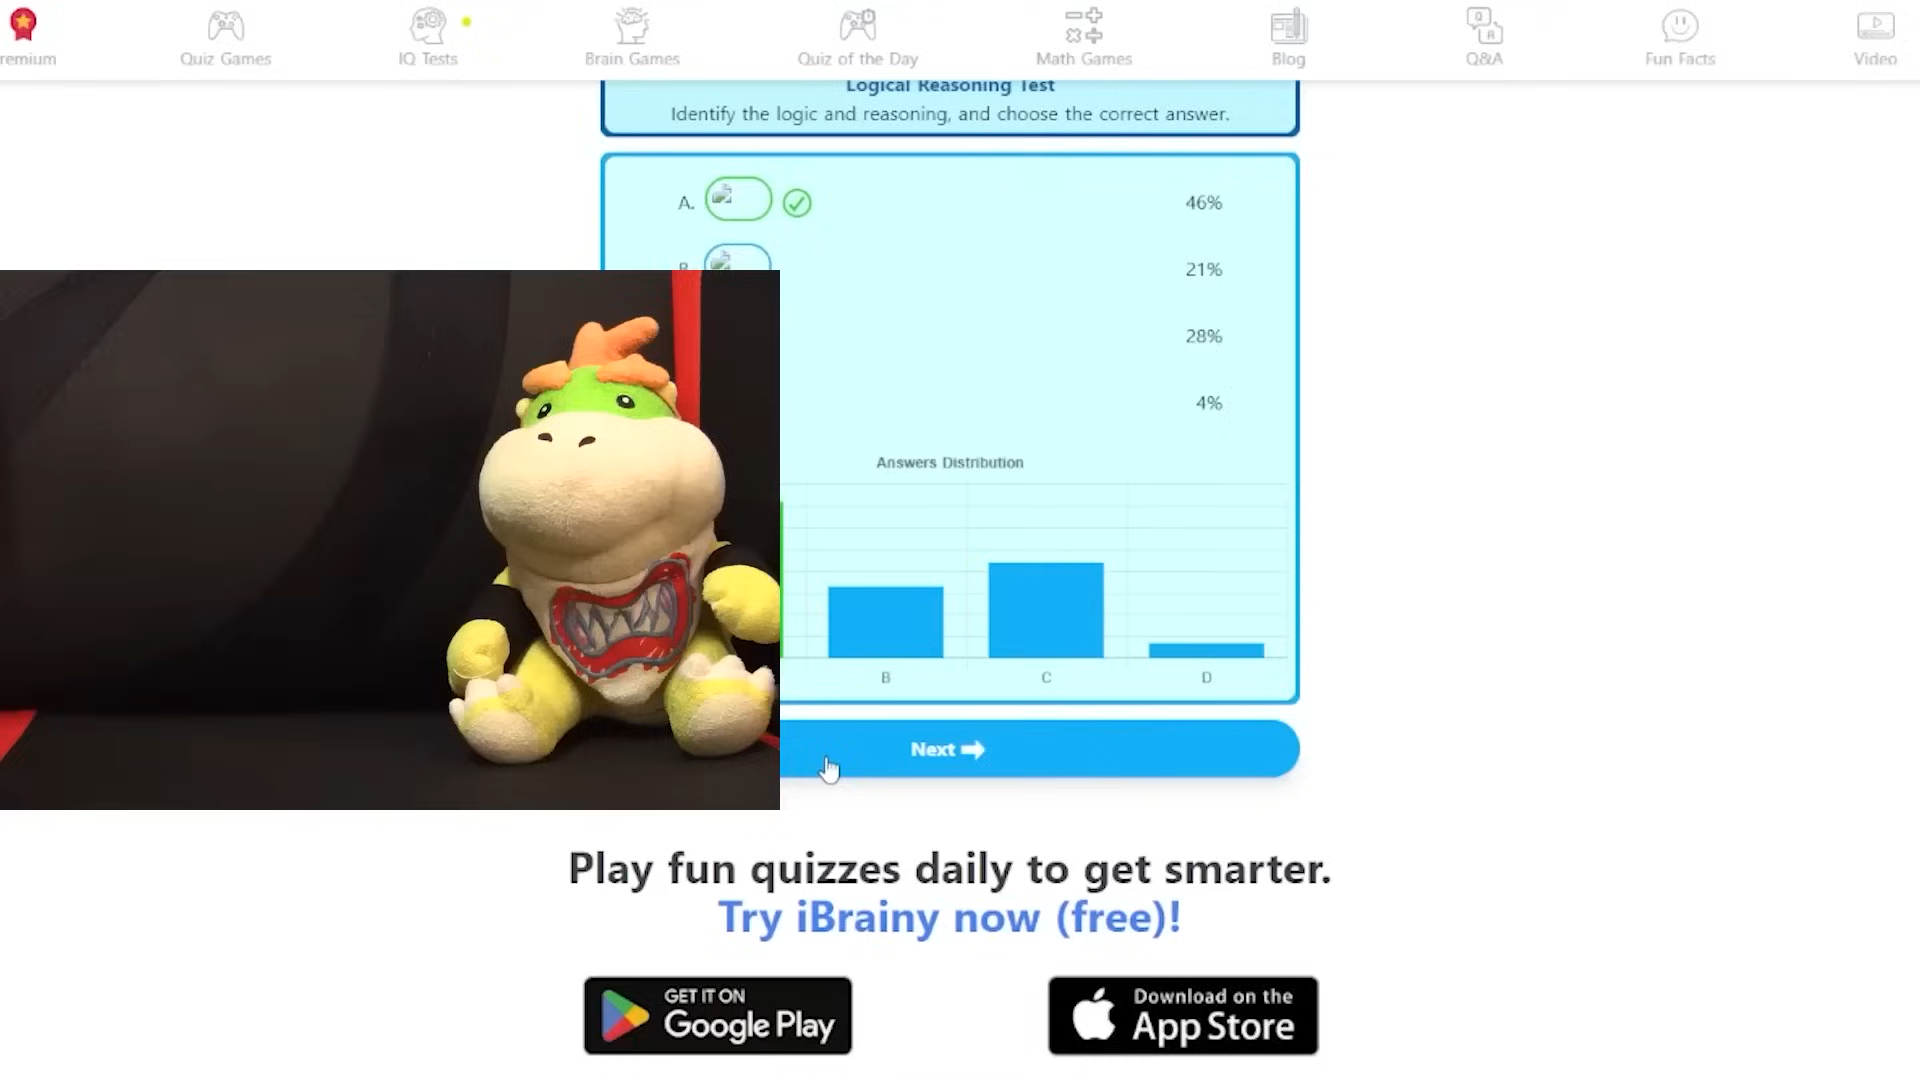 remium
Quiz Games
IQ Tests
Brain Games
Quiz of the Day
Math Games
Blog
Q&A
Fun Facts
Video
Logical Reasoning Test
Identify the logic and reasoning, and choose the correct answer.
A. 46%
B. 21%
28%
4%
Answers Distribution
B C D
Next
Play fun quizzes daily to get smarter.
Try iBrainy now (free)!
GET IT ON
Google Play
Download on the
App Store